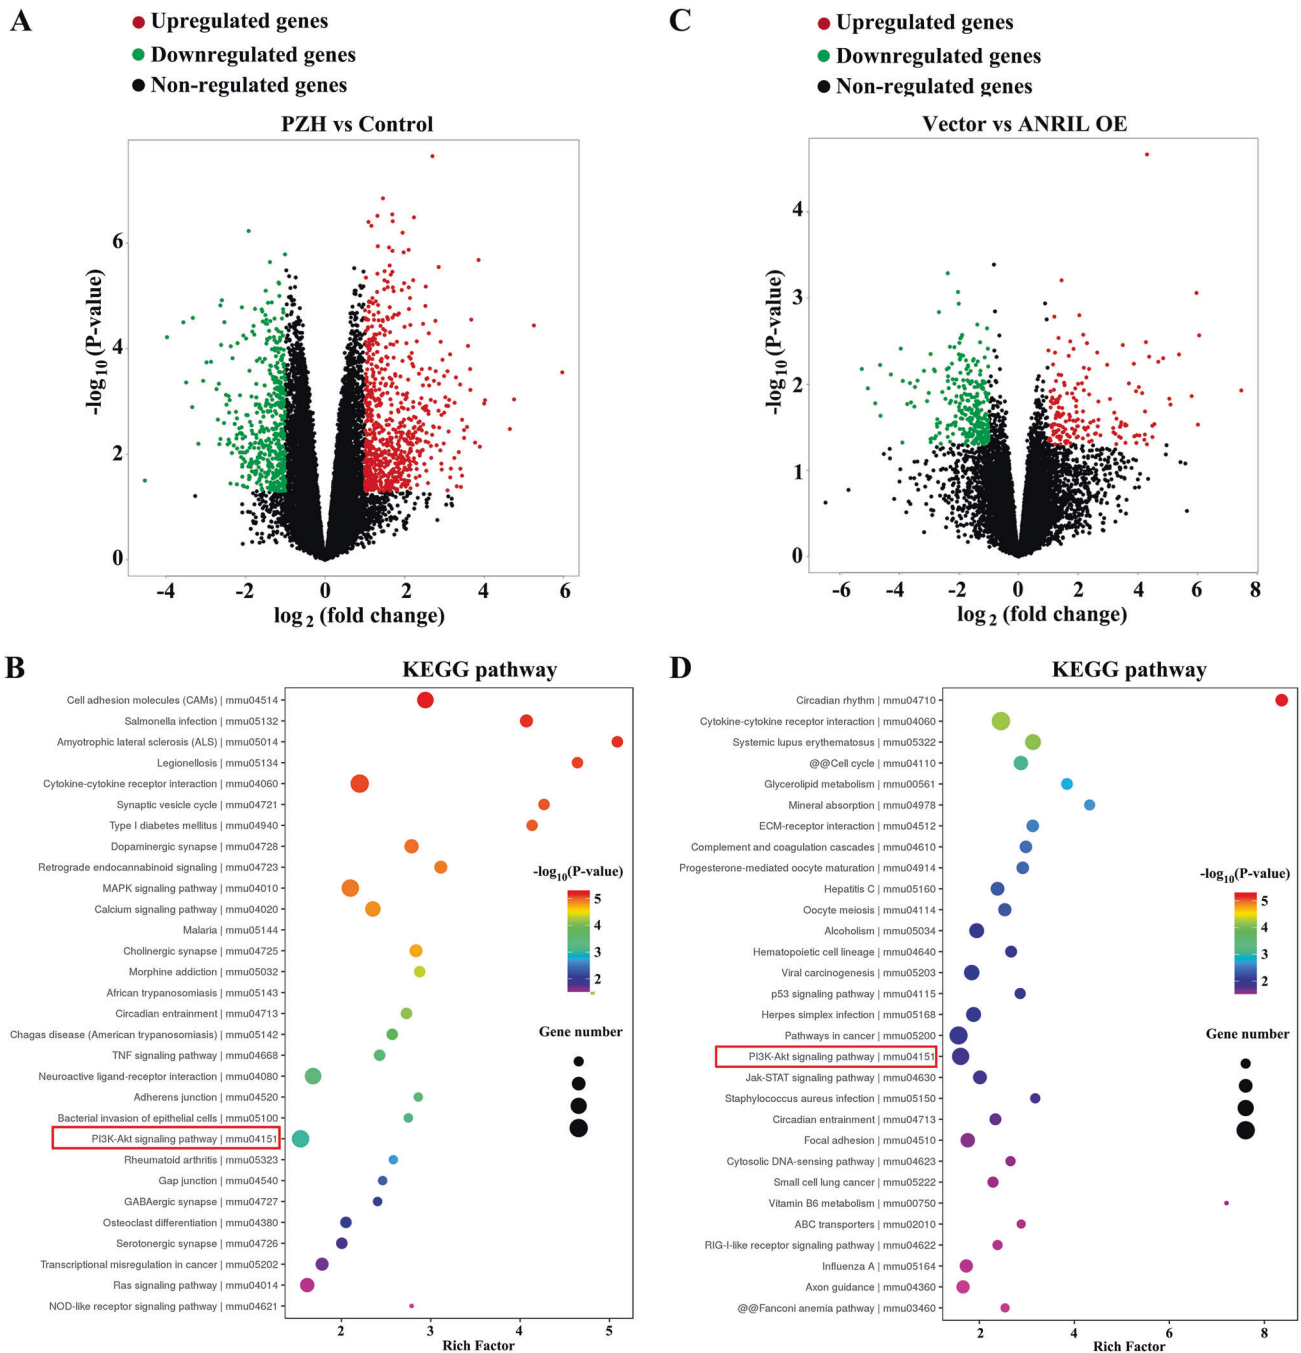 A
Upregulated genes
Downregulated genes
Non-regulated genes
PZH vs Control
-log10 (P-value)
6
4
2
0
-4
-2
0
2
4
6
log2 (fold change)
C
Upregulated genes
Downregulated genes
Non-regulated genes
Vector vs ANRIL OE
-log10 (P-value)
4
3
2
1
0
-6
-4
-2
0
2
4
6
8
log2 (fold change)
B
KEGG pathway
Cell adhesion molecules (CAMs) | mmu04514
Salmonella infection | mmu05132
Amyotrophic lateral sclerosis (ALS) | mmu05014
Legionellosis | mmu05134
Cytokine-cytokine receptor interaction | mmu04060
Synaptic vesicle cycle | mmu04721
Type I diabetes mellitus | mmu04940
Dopaminergic synapse | mmu04728
Retrograde endocannabinoid signaling | mmu04723
MAPK signaling pathway | mmu04010
Calcium signaling pathway | mmu04020
Malaria | mmu05144
Cholinergic synapse | mmu04725
Morphine addiction | mmu05032
African trypanosomiasis | mmu05143
Circadian entrainment | mmu04713
Chagas disease (American trypanosomiasis) | mmu05142
TNF signaling pathway | mmu04668
Neuroactive ligand-receptor interaction | mmu04080
Adherens junction | mmu04520
Bacterial invasion of epithelial cells | mmu05100
PI3K-Akt signaling pathway | mmu04151
Rheumatoid arthritis | mmu05323
Gap junction | mmu04540
GABAergic synapse | mmu04727
Osteoclast differentiation | mmu04380
Serotonergic synapse | mmu04726
Transcriptional misregulation in cancer | mmu05202
Ras signaling pathway | mmu04014
NOD-like receptor signaling pathway | mmu04621
-log10(P-value)
5
4
3
2
Gene number
2
3
4
5
Rich Factor
D
KEGG pathway
Circadian rhythm | mmu04710
Cytokine-cytokine receptor interaction | mmu04060
Systemic lupus erythematosus | mmu05322
@@Cell cycle | mmu04110
Glycerolipid metabolism | mmu00561
Mineral absorption | mmu04978
ECM-receptor interaction | mmu04512
Complement and coagulation cascades | mmu04610
Progesterone-mediated oocyte maturation | mmu04914
Hepatitis C | mmu05160
Oocyte meiosis | mmu04114
Alcoholism | mmu05034
Hematopoietic cell lineage | mmu04640
Viral carcinogenesis | mmu05203
p53 signaling pathway | mmu04115
Herpes simplex infection | mmu05168
Pathways in cancer | mmu05200
PI3K-Akt signaling pathway | mmu04151
Jak-STAT signaling pathway | mmu04630
Staphylococcus aureus infection | mmu05150
Circadian entrainment | mmu04713
Focal adhesion | mmu04510
Cytosolic DNA-sensing pathway | mmu04623
Small cell lung cancer | mmu05222
Vitamin B6 metabolism | mmu00750
ABC transporters | mmu02010
RIG-I-like receptor signaling pathway | mmu04622
Influenza A | mmu05164
Axon guidance | mmu04360
@@Fanconi anemia pathway | mmu03460
-log10(P-value)
5
4
3
2
Gene number
2
4
6
8
Rich Factor